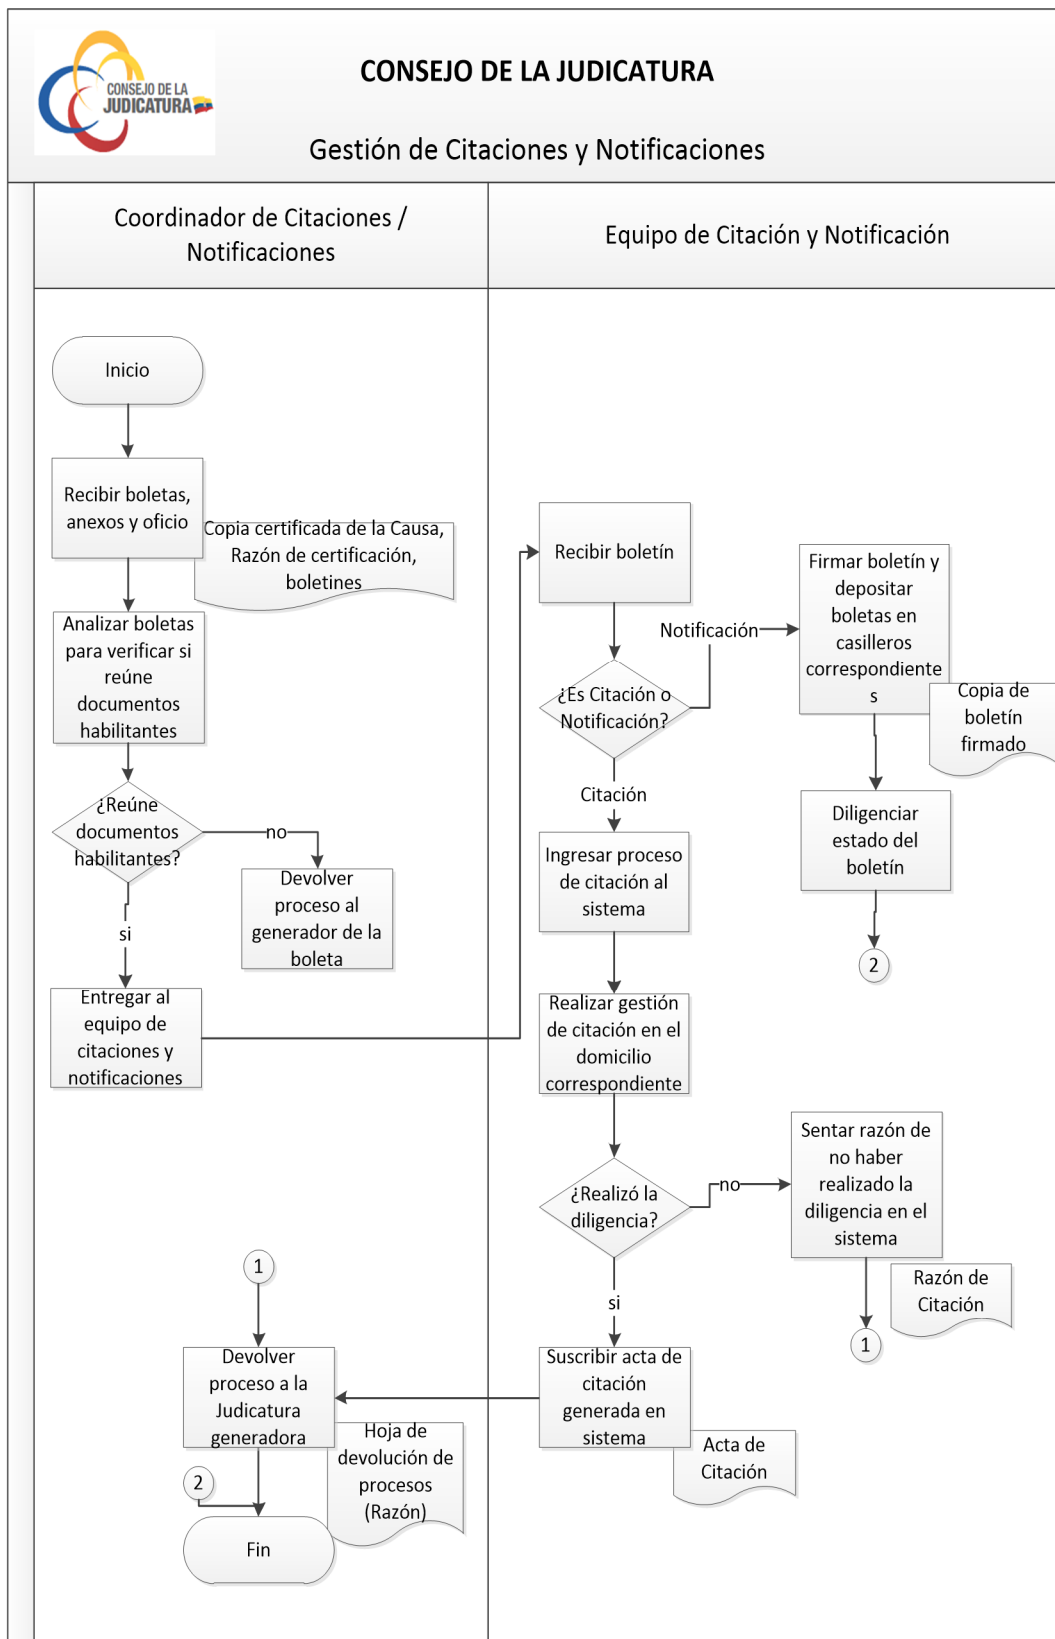 CONSEJO DE LA
JUDICATURA
CONSEJO DE LA JUDICATURA
Gestión de Citaciones y Notificaciones
Coordinador de Citaciones /
Notificaciones
Equipo de Citación y Notificación
Inicio
Recibir boletas,
anexos y oficio
Copia certificada de la Causa,
Razón de certificación,
boletines
Analizar boletas
para verificar si
reúne
documentos
habilitantes
¿Reúne
documentos
habilitantes?
no
Devolver
proceso al
generador de la
boleta
si
Entregar al
equipo de
citaciones y
notificaciones
Recibir boletín
¿Es Citación o
Notificación?
Notificación
Firmar boletín y
depositar
boletas en
casilleros
correspondiente
s
Copia de
boletín
firmado
Diligenciar
estado del
boletín
2
Citación
Ingresar proceso
de citación al
sistema
Realizar gestión
de citación en el
domicilio
correspondiente
¿Realizó la
diligencia?
no
Sentar razón de
no haber
realizado la
diligencia en el
sistema
Razón de
Citación
1
si
Suscribir acta de
citación
generada en
sistema
Acta de
Citación
1
Devolver
proceso a la
Judicatura
generadora
Hoja de
devolución de
procesos
(Razón)
2
Fin